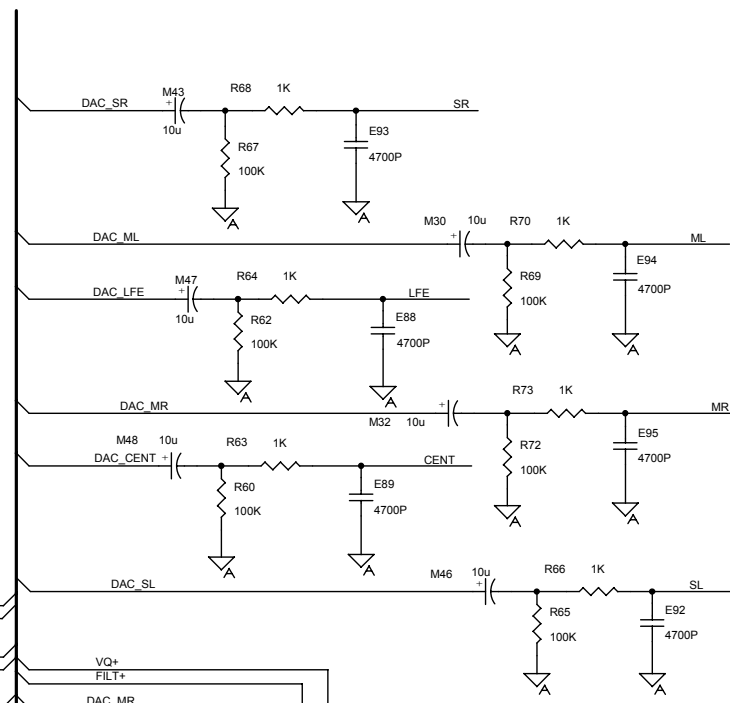 M43 R68 1K
DAC_SR + SR
10u E93
R67 4700P
100K
A A
M30 10u R70 1K
DAC_ML + ML
M47 R64 1K E94
R69 4700P
DAC_LFE + LFE 100K
10u R62 E88
100K 4700P
A A
A A
R73 1K
DAC_MR + MR
M32 10u
M48 10u R63 1K E95
R72 4700P
DAC_CENT + CENT 100K
R60 E89
100K 4700P
A A
A A
M46 10u R66 1K
DAC_SL + SL
R65 E92
100K 4700P
VQ+
FILT+
A A
DAC_MR